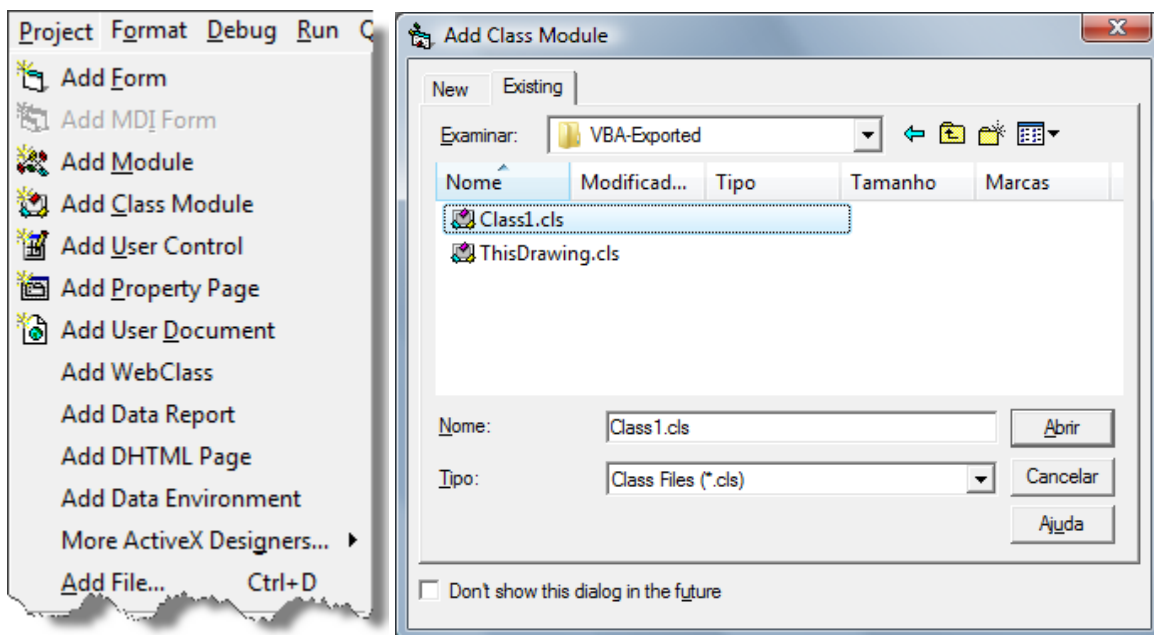 Project Format Debug Run
Add Form
Add MDI Form
Add Module
Add Class Module
Add User Control
Add Property Page
Add User Document
Add WebClass
Add Data Report
Add DHTML Page
Add Data Environment
More ActiveX Designers...
Add File... Ctrl+D
Add Class Module
New Existing
Examinar: VBA-Exported
Nome Modificad... Tipo Tamanho Marcas
Class1.cls
ThisDrawing.cls
Nome: Class1.cls Abrir
Tipo: Class Files (*.cls) Cancelar
Ajuda
Don't show this dialog in the future